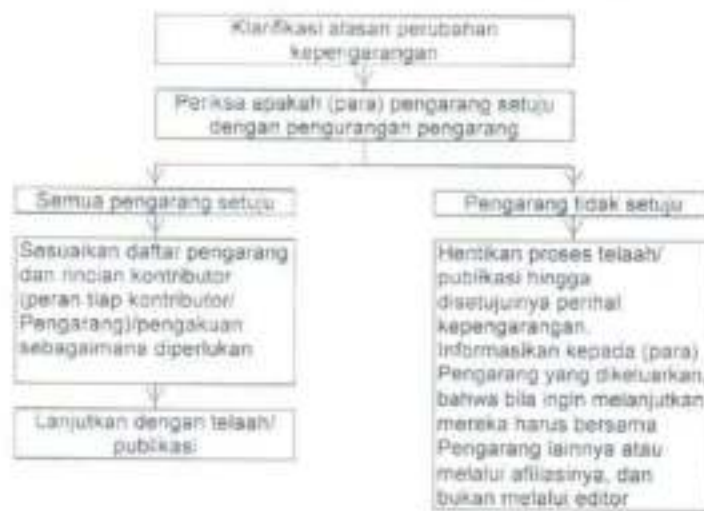 Klarifikasi alasan perubahan
kepengarangan
Periksa apakah (para) pengarang setuju
dengan pengurangan pengarang
Semua pengarang setuju
Sesuaikan daftar pengarang
dan rincian kontributor
(peran tiap kontributor/
Pengarang)/pengakuan
sebagaimana diperlukan
Lanjutkan dengan telaah/
publikasi
Pengarang tidak setuju
Hentikan proses telaah/
publikasi hingga
disetujuinya perihal
kepengarangan.
Informasikan kepada (para)
Pengarang yang dikeluarkan,
bahwa bila ingin melanjutkan
mereka harus bersama
Pengarang lainnya atau
melalui afiliasinya, dan
bukan melalui editor